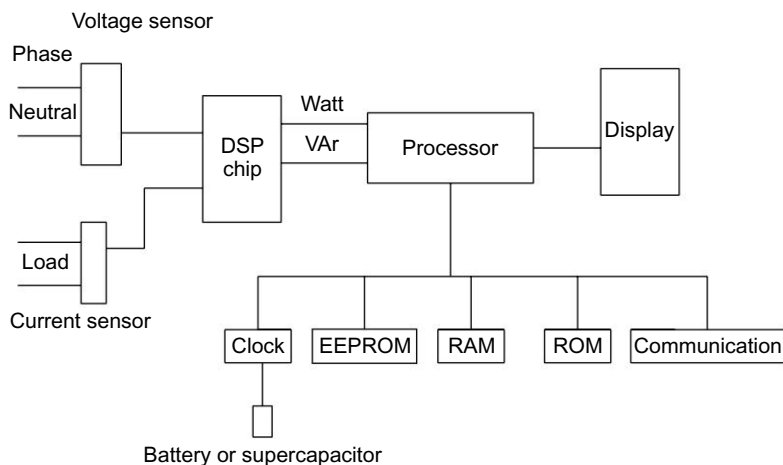 Voltage sensor
Phase
Neutral
DSP
chip
Watt
VAr
Processor
Display
Load
Current sensor
Clock
EEPROM
RAM
ROM
Communication
Battery or supercapacitor